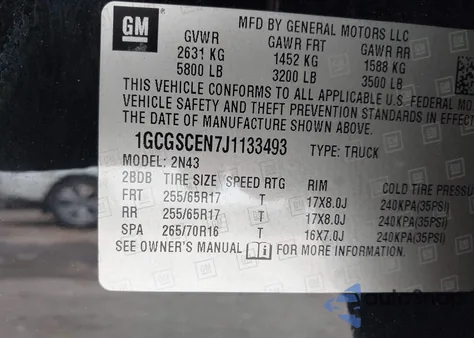 GM
MFD BY GENERAL MOTORS LLC
GVWR GAWR FRT GAWR RR
2631 KG 1452 KG 1588 KG
5800 LB 3200 LB 3500 LB
THIS VEHICLE CONFORMS TO ALL APPLICABLE U.S. FEDERAL MO
VEHICLE SAFETY AND THEFT PREVENTION STANDARDS IN EFFECT
THE DATE OF MANUFACTURE SHOWN ABOVE.
1GCGSCEN7J1133493 TYPE: TRUCK
MODEL: 2N43
2BDB TIRE SIZE SPEED RTG RIM COLD TIRE PRESSU
FRT 255/65R17 T 17X8.0J 240KPA(35PSI)
RR 255/65R17 T 17X8.0J 240KPA(35PSI)
SPA 265/70R16 T 16X7.0J 240KPA(35PSI)
SEE OWNER'S MANUAL FOR MORE INFORMATION.